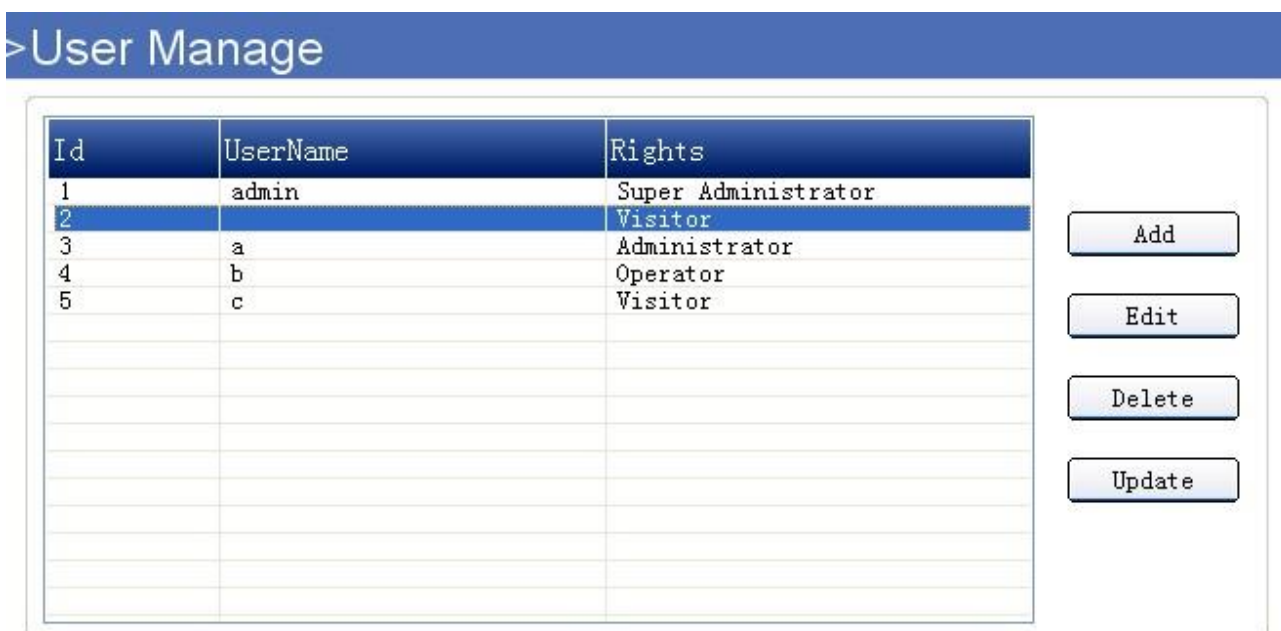 >User Manage
Id UserName Rights
1 admin Super Administrator
2 Visitor
3 a Administrator
4 b Operator
5 c Visitor
Add
Edit
Delete
Update